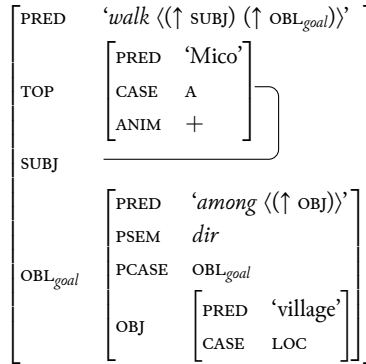 PRED ‘walk ⟨(↑ SUBJ) (↑ OBLgoal)⟩’
PRED ‘Mico’
TOP CASE A
ANIM +
SUBJ
PRED ‘among ⟨(↑ OBJ)⟩’
PSEM dir
OBLgoal PCASE OBLgoal
PRED ‘village’
OBJ
CASE LOC